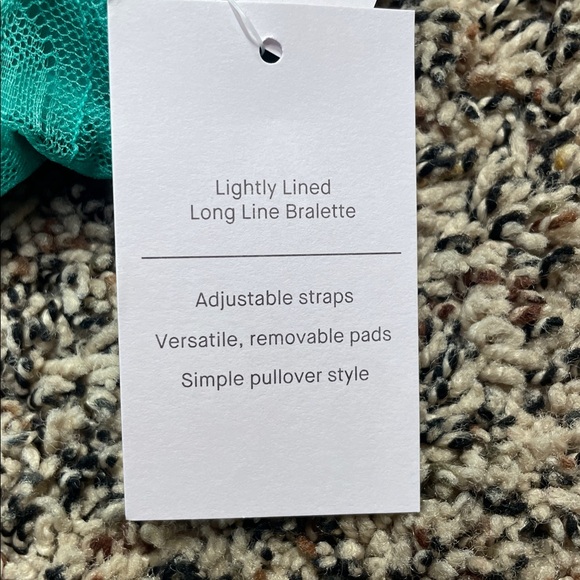 Lightly Lined
Long Line Bralette
Adjustable straps
Versatile, removable pads
Simple pullover style